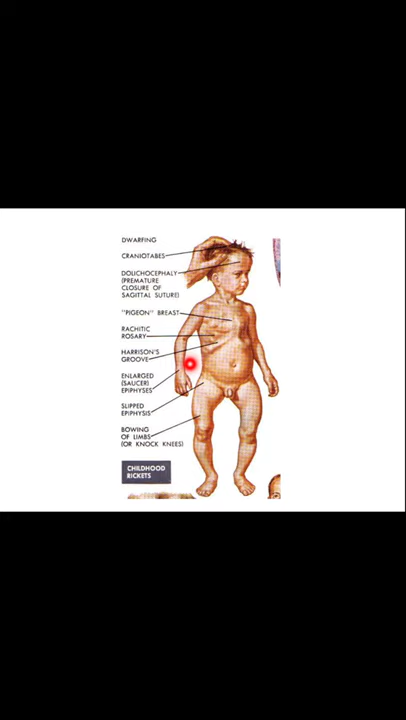 DWARFING
CRANIOTABES
DOLICHOCEPHALY
(PREMATURE
CLOSURE OF
SAGITTAL SUTURE)
"PIGEON" BREAST
RACHITIC
ROSARY
HARRISON'S
GROOVE
ENLARGED
(SAUCER)
EPIPHYSES
SLIPPED
EPIPHYSIS
BOWING
OF LIMBS
(OR KNOCK KNEES)
CHILDHOOD
RICKETS